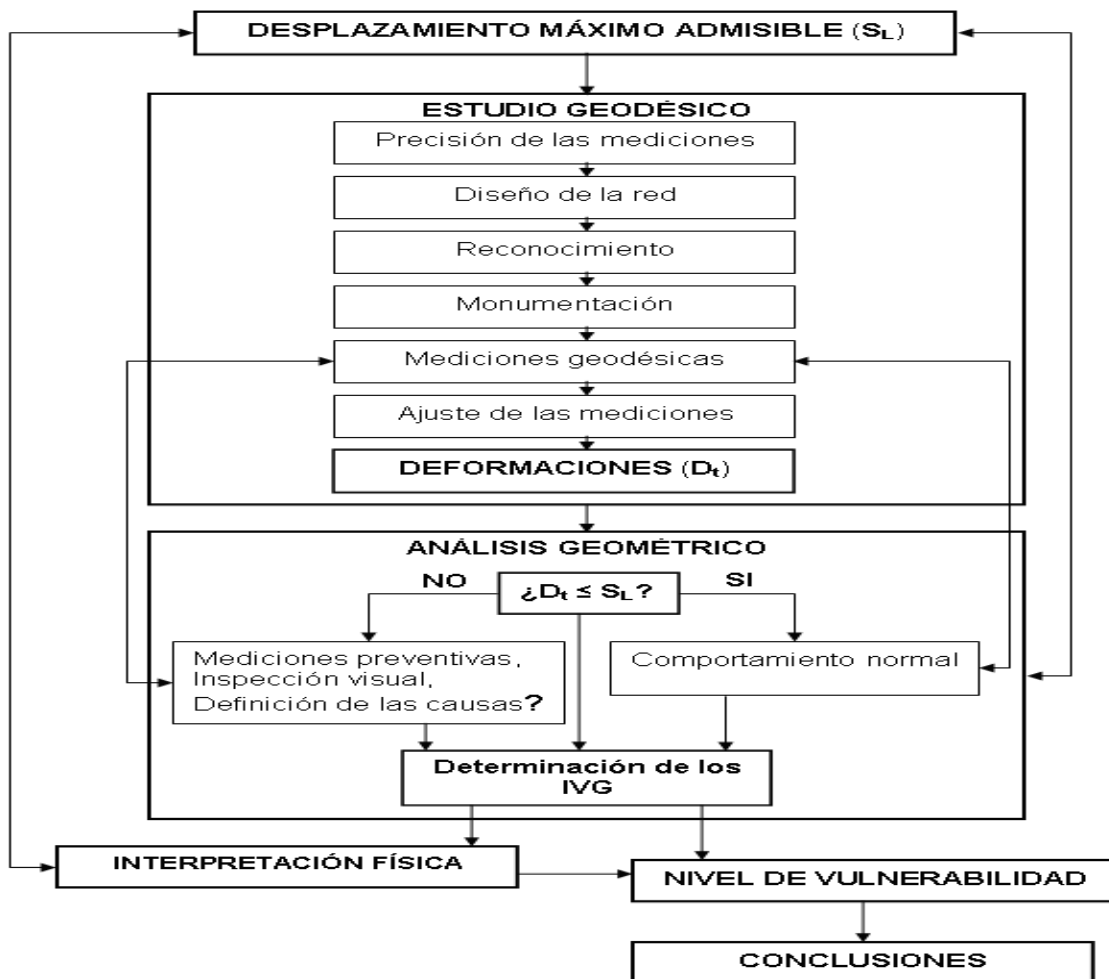 DESPLAZAMIENTO MÁXIMO ADMISIBLE (SL)
ESTUDIO GEODÉSICO
Precisión de las mediciones
Diseño de la red
Reconocimiento
Monumentación
Mediciones geodésicas
Ajuste de las mediciones
DEFORMACIONES (Dt)
ANÁLISIS GEOMÉTRICO
NO
¿Dt ≤ SL?
SI
Mediciones preventivas,
Inspección visual,
Definición de las causas?
Comportamiento normal
Determinación de los
IVG
INTERPRETACIÓN FÍSICA
NIVEL DE VULNERABILIDAD
CONCLUSIONES